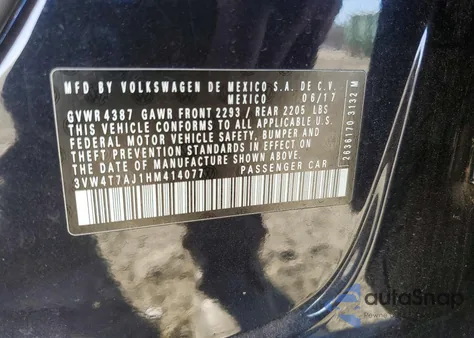 MFD BY VOLKSWAGEN DE MEXICO S.A. DE C.V.
MEXICO 06/17
GVWR 4387 GAWR FRONT 2293 / REAR 2205 LBS
THIS VEHICLE CONFORMS TO ALL APPLICABLE U.S.
FEDERAL MOTOR VEHICLE SAFETY, BUMPER AND
THEFT PREVENTION STANDARDS IN EFFECT ON
THE DATE OF MANUFACTURE SHOWN ABOVE.
3VW4T7AJ1HM414077 PASSENGER CAR
2636170 3132 M
autoSnap